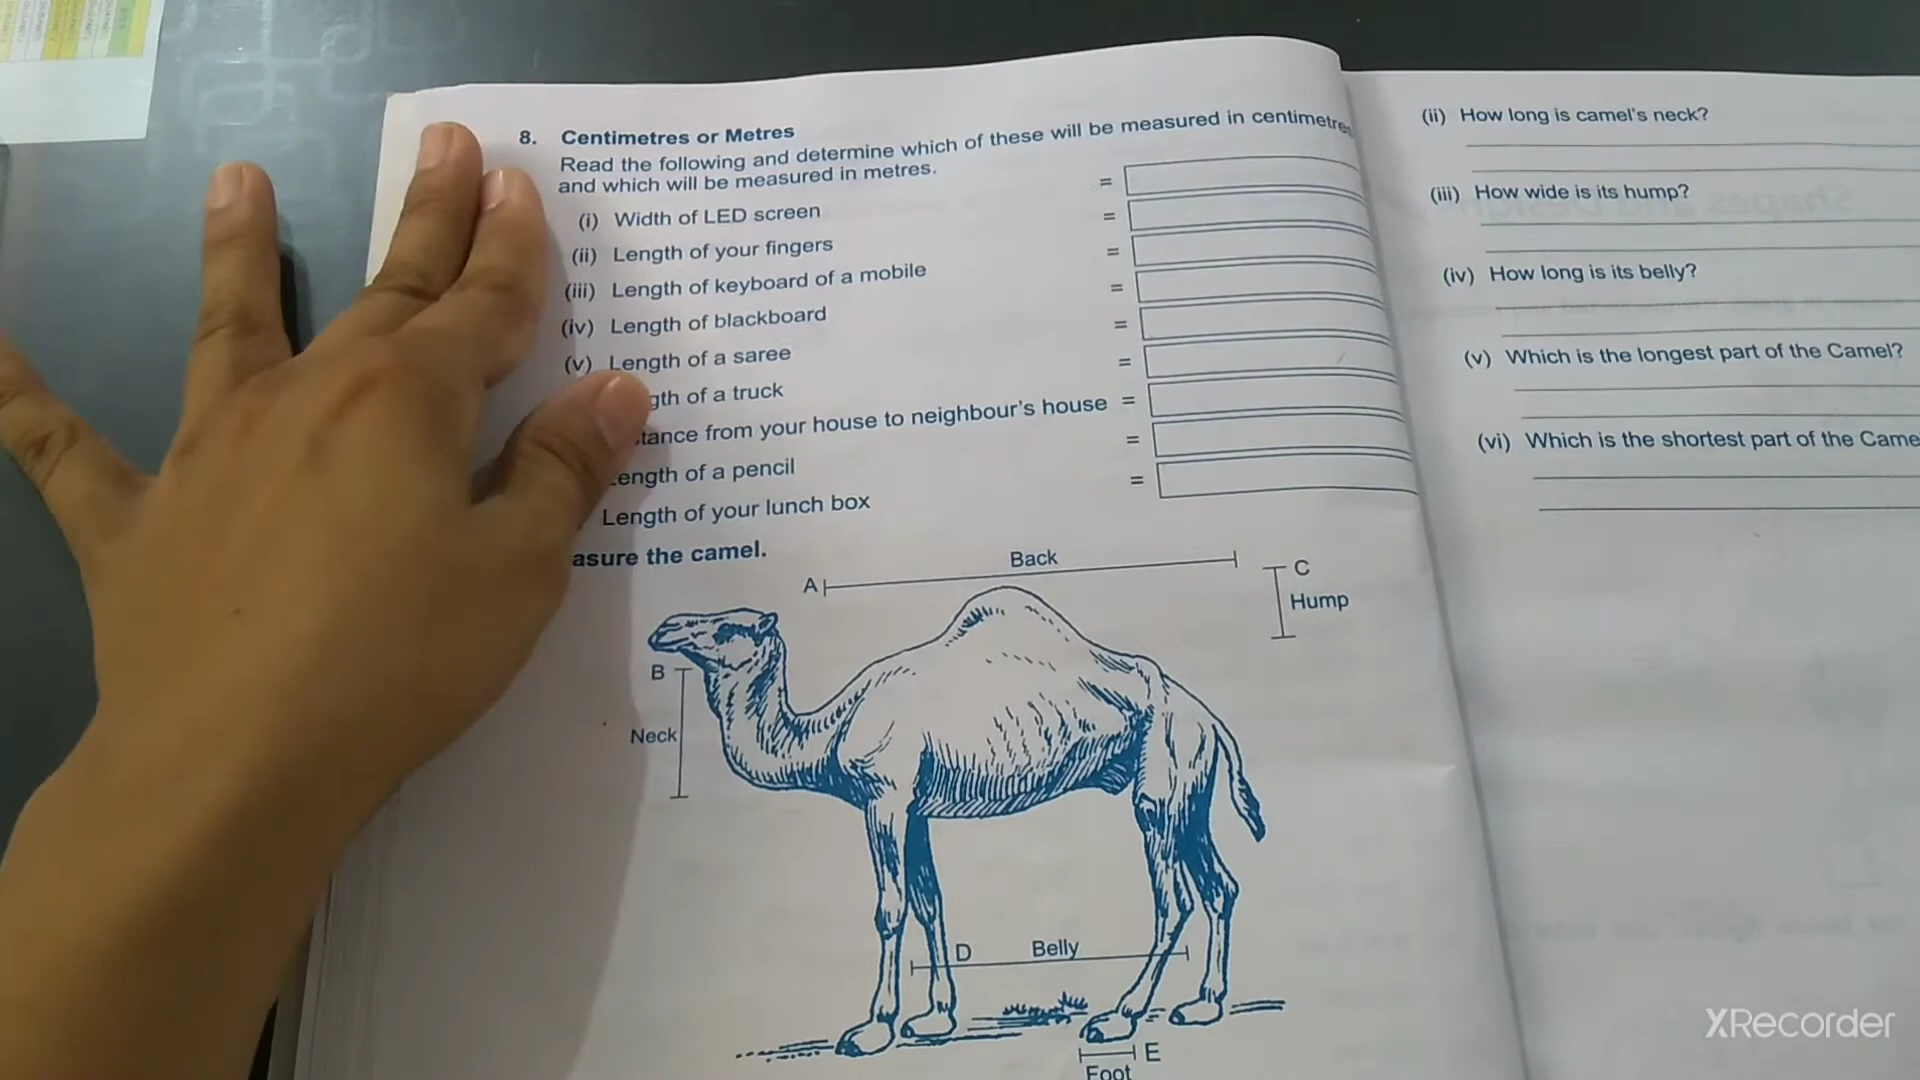 8. Centimetres or Metres
Read the following and determine which of these will be measured in centimetre
and which will be measured in metres.
(i) Width of LED screen =
(ii) Length of your fingers =
(iii) Length of keyboard of a mobile =
(iv) Length of blackboard =
(v) Length of a saree =
gth of a truck =
tance from your house to neighbour's house =
ength of a pencil =
Length of your lunch box =
asure the camel.
A Back
C
Hump
B
Neck
D Belly
E
Foot
(ii) How long is camel's neck?
(iii) How wide is its hump?
(iv) How long is its belly?
(v) Which is the longest part of the Camel?
(vi) Which is the shortest part of the Came
XRecorder